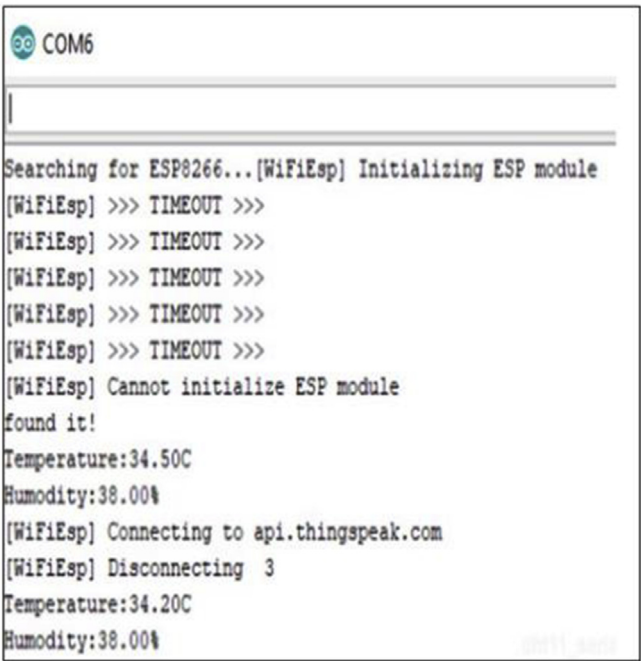 COM6
Searching for ESP8266...[WiFiEsp] Initializing ESP module
[WiFiEsp] >>> TIMEOUT >>>
[WiFiEsp] >>> TIMEOUT >>>
[WiFiEsp] >>> TIMEOUT >>>
[WiFiEsp] >>> TIMEOUT >>>
[WiFiEsp] >>> TIMEOUT >>>
[WiFiEsp] Cannot initialize ESP module
found it!
Temperature:34.50C
Humodity:38.00%
[WiFiEsp] Connecting to api.thingspeak.com
[WiFiEsp] Disconnecting  3
Temperature:34.20C
Humodity:38.00%